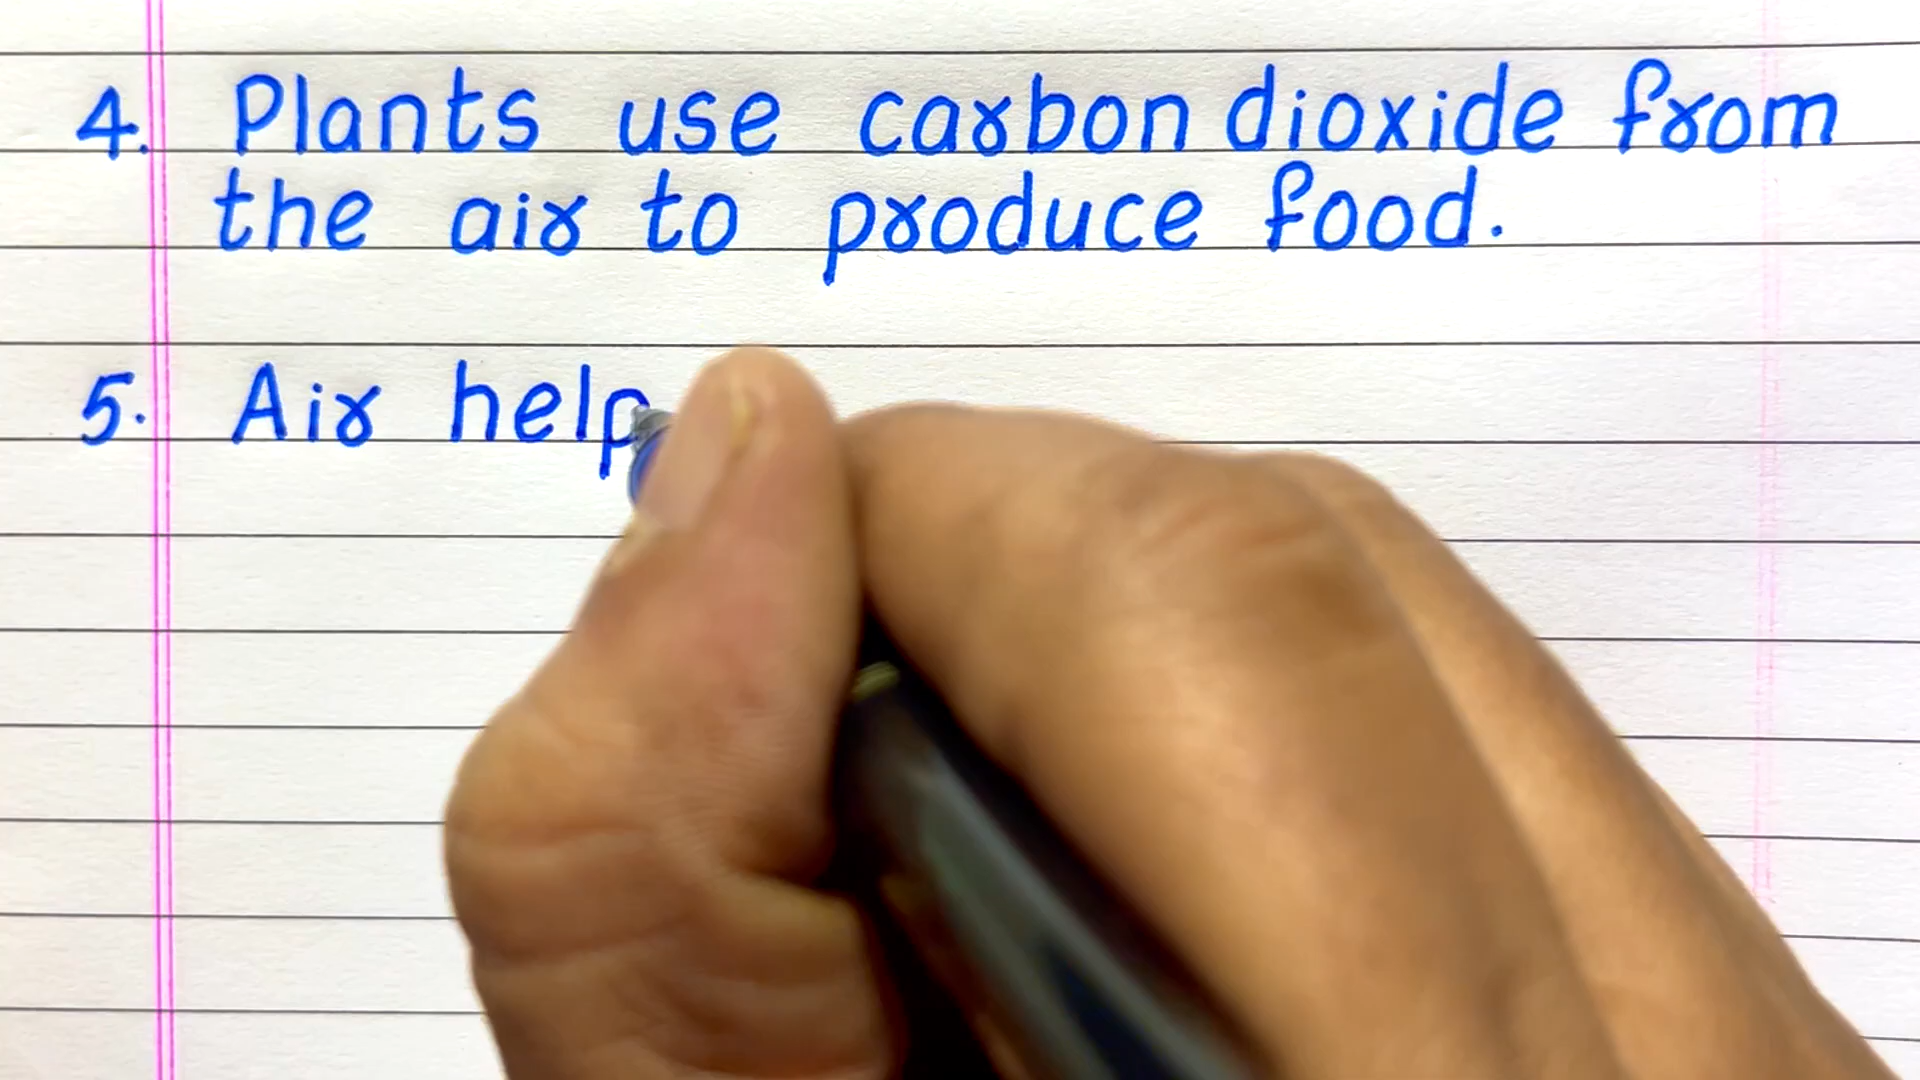 4. Plants use carbon dioxide from
the air to produce food.
5. Air help